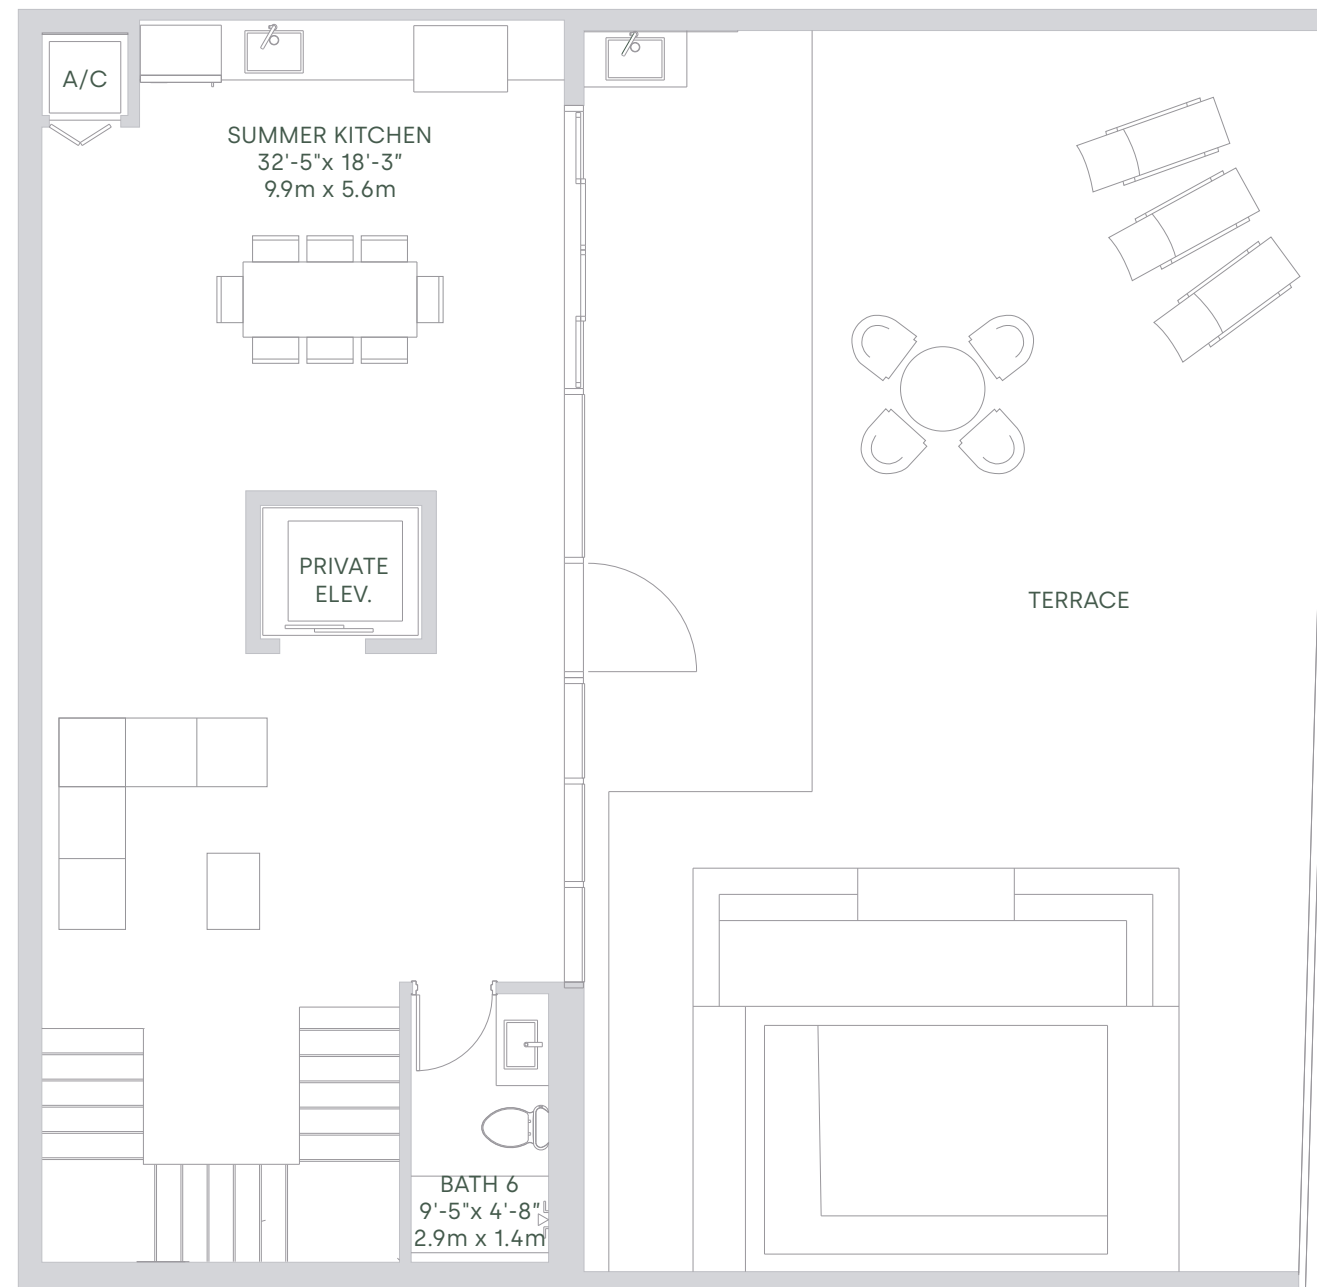 A/C
SUMMER KITCHEN
32'-5"x 18'-3"
9.9m x 5.6m
PRIVATE
ELEV.
TERRACE
BATH 6
9'-5"x 4'-8"
2.9m x 1.4m